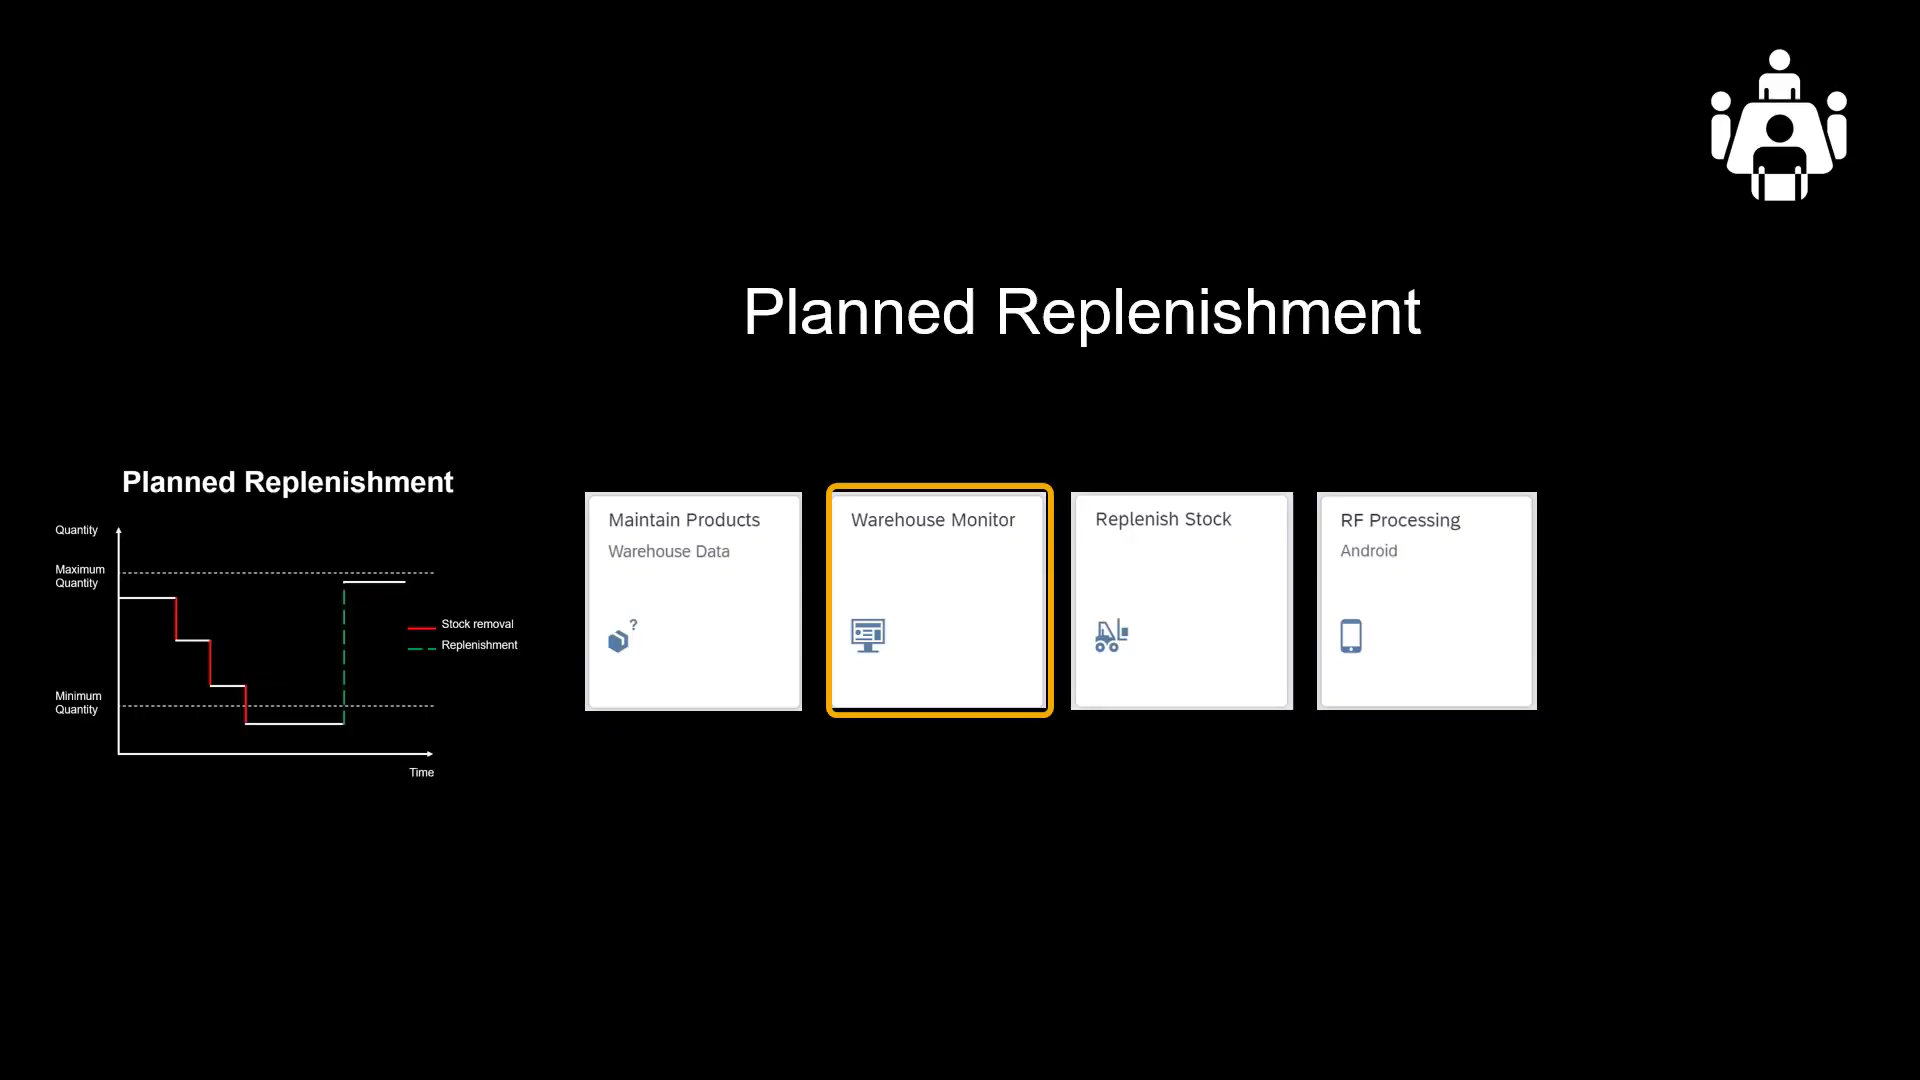 Planned Replenishment
Planned Replenishment
Quantity
Maximum
Quantity
Stock removal
Replenishment
Minimum
Quantity
Time
Maintain Products
Warehouse Data
?
Warehouse Monitor
Replenish Stock
RF Processing
Android